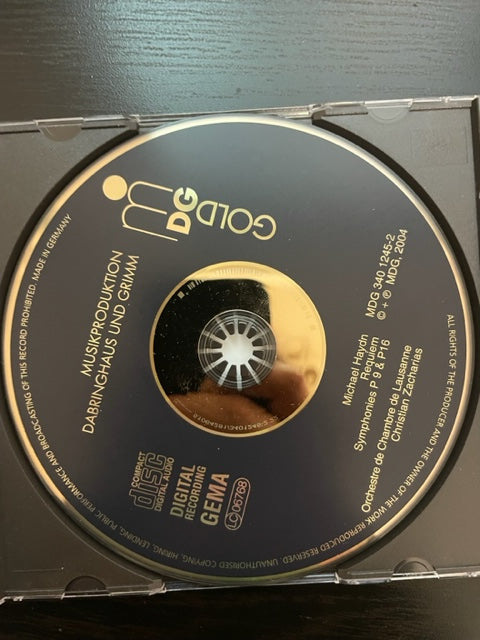 MDG
GOLD
MUSIKPRODUKTION
DABRINGHAUS UND GRIMM
MDG 340 1245-2
© + ℗ MDG, 2004
Michael Haydn
Requiem
Symphonies P 9 & P16
Orchestre de Chambre de Lausanne
Christian Zacharias
COMPACT
disc
DIGITAL AUDIO
DIGITAL
RECORDING
GEMA
LC 06768
ALL RIGHTS OF THE PRODUCER AND THE OWNER OF THE WORK REPRODUCED RESERVED. UNAUTHORISED COPYING, HIRING, LENDING, PUBLIC PERFORMANCE AND BROADCASTING OF THIS RECORD PROHIBITED. MADE IN GERMANY